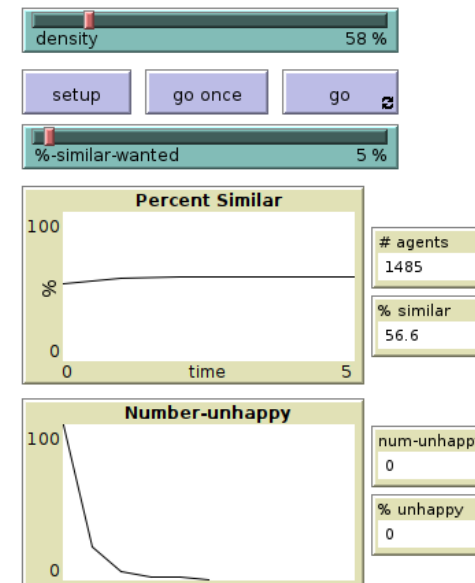 density 58 %
setup go once go
%-similar-wanted 5 %
Percent Similar
100
%
0
0 time 5
# agents
1485
% similar
56.6
Number-unhappy
100
0
num-unhapp
0
% unhappy
0